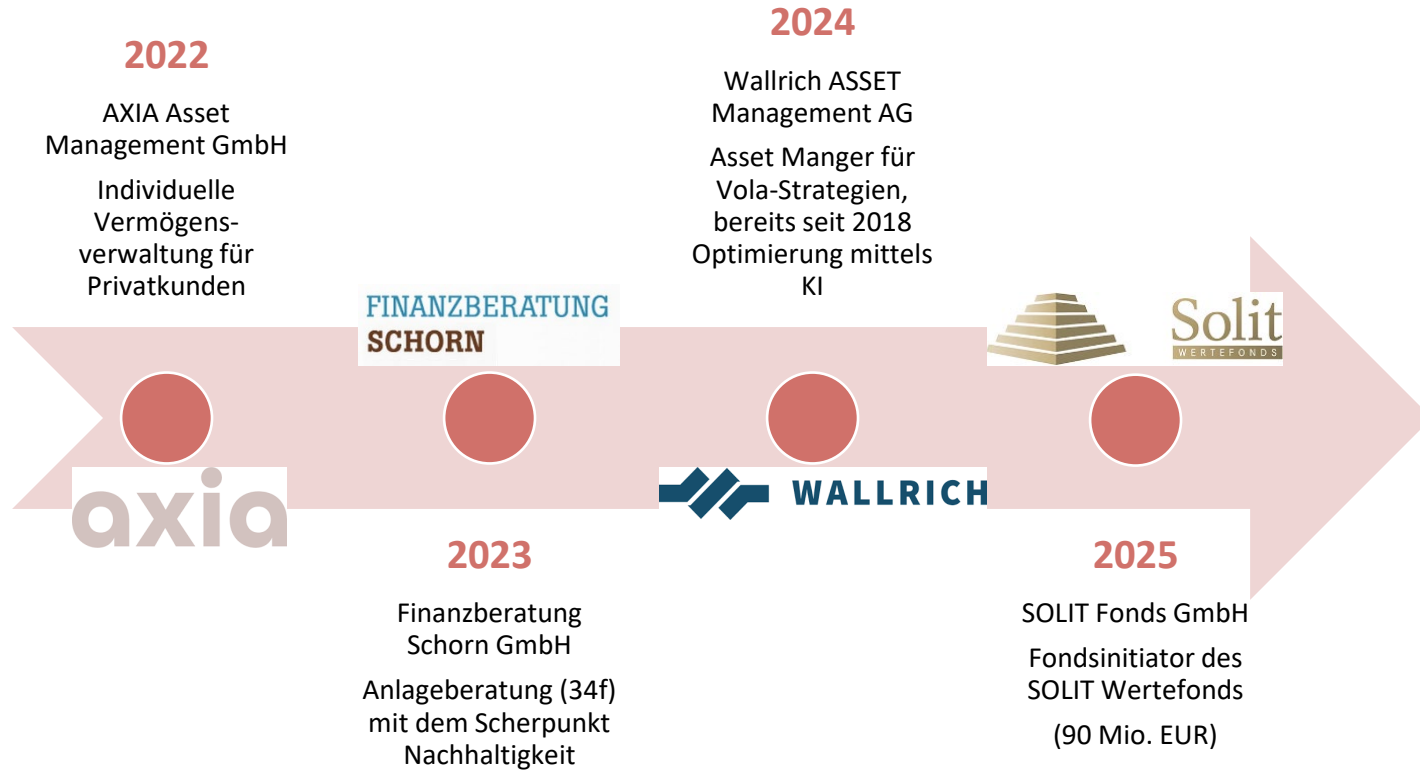 2022
AXIA Asset
Management GmbH
Individuelle
Vermögens-
verwaltung für
Privatkunden
axia
FINANZBERATUNG
SCHORN
2023
Finanzberatung
Schorn GmbH
Anlageberatung (34f)
mit dem Scherpunkt
Nachhaltigkeit
2024
Wallrich ASSET
Management AG
Asset Manger für
Vola-Strategien,
bereits seit 2018
Optimierung mittels
KI
WALLRICH
Solit
WERTEFONDS
2025
SOLIT Fonds GmbH
Fondsinitiator des
SOLIT Wertefonds
(90 Mio. EUR)